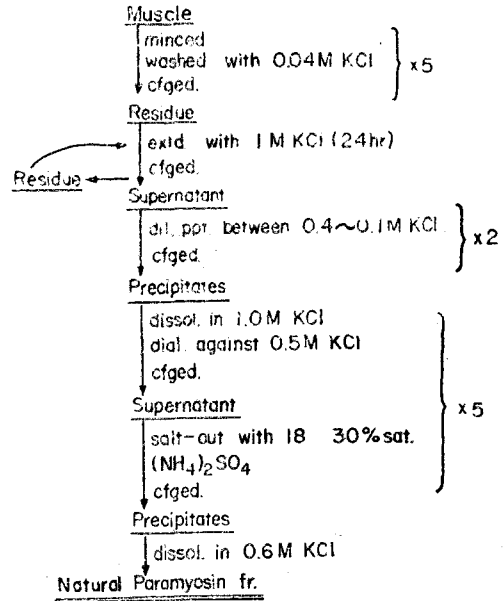 Muscle
minced
washed with 0.04M KCl
cfged.
} x5
Residue
extd. with 1M KCl (24hr)
cfged.
Residue
Supernatant
dil. ppt. between 0.4~0.1M KCl.
cfged.
} x2
Precipitates
dissol. in 1.0M KCl
dial. against 0.5M KCl
cfged.
Supernatant
salt-out with 18 30% sat.
(NH4)2SO4
cfged.
} x5
Precipitates
dissol. in 0.6M KCl
Natural Paramyosin fr.